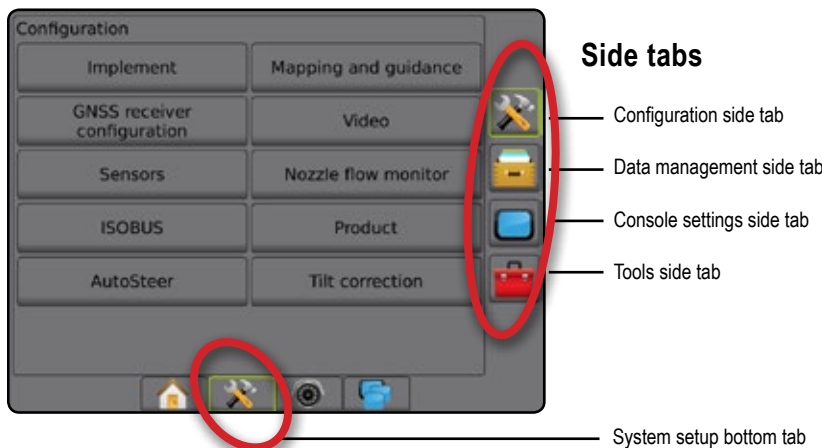 Configuration
Implement
Mapping and guidance
GNSS receiver
configuration
Video
Sensors
Nozzle flow monitor
ISOBUS
Product
AutoSteer
Tilt correction
Side tabs
Configuration side tab
Data management side tab
Console settings side tab
Tools side tab
System setup bottom tab